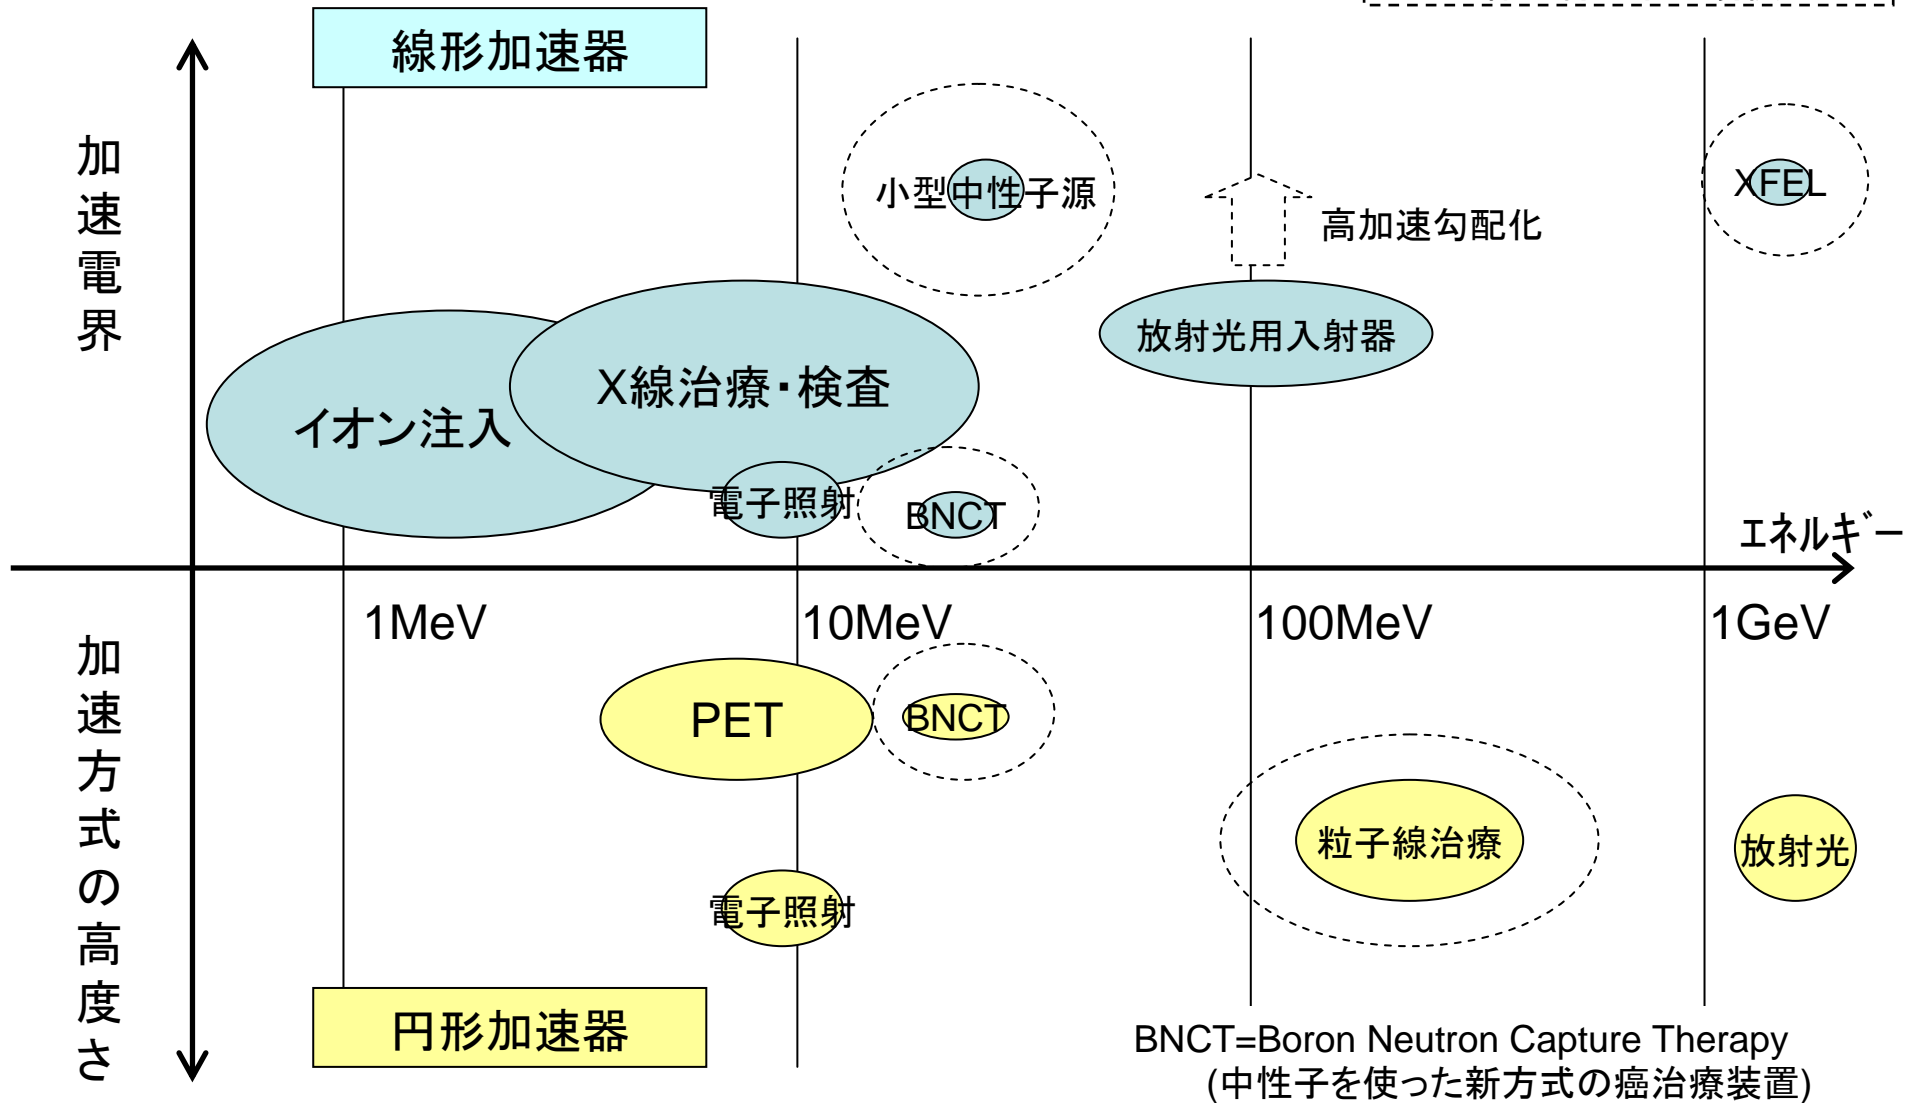 線形加速器
加速電界
小型中性子源
XFEL
高加速勾配化
放射光用入射器
X線治療・検査
イオン注入
電子照射
BNCT
エネルギー
1MeV
10MeV
100MeV
1GeV
加速方式の高度さ
PET
BNCT
粒子線治療
放射光
電子照射
円形加速器
BNCT=Boron Neutron Capture Therapy
(中性子を使った新方式の癌治療装置)